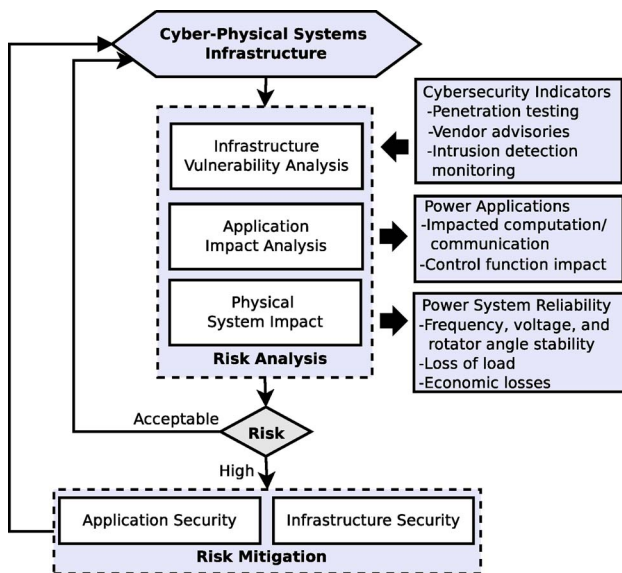 Cyber-Physical Systems
Infrastructure
Infrastructure
Vulnerability Analysis
Application
Impact Analysis
Physical
System Impact
Risk Analysis
Cybersecurity Indicators
-Penetration testing
-Vendor advisories
-Intrusion detection
monitoring
Power Applications
-Impacted computation/
communication
-Control function impact
Power System Reliability
-Frequency, voltage, and
rotator angle stability
-Loss of load
-Economic losses
Acceptable
Risk
High
Application Security
Infrastructure Security
Risk Mitigation